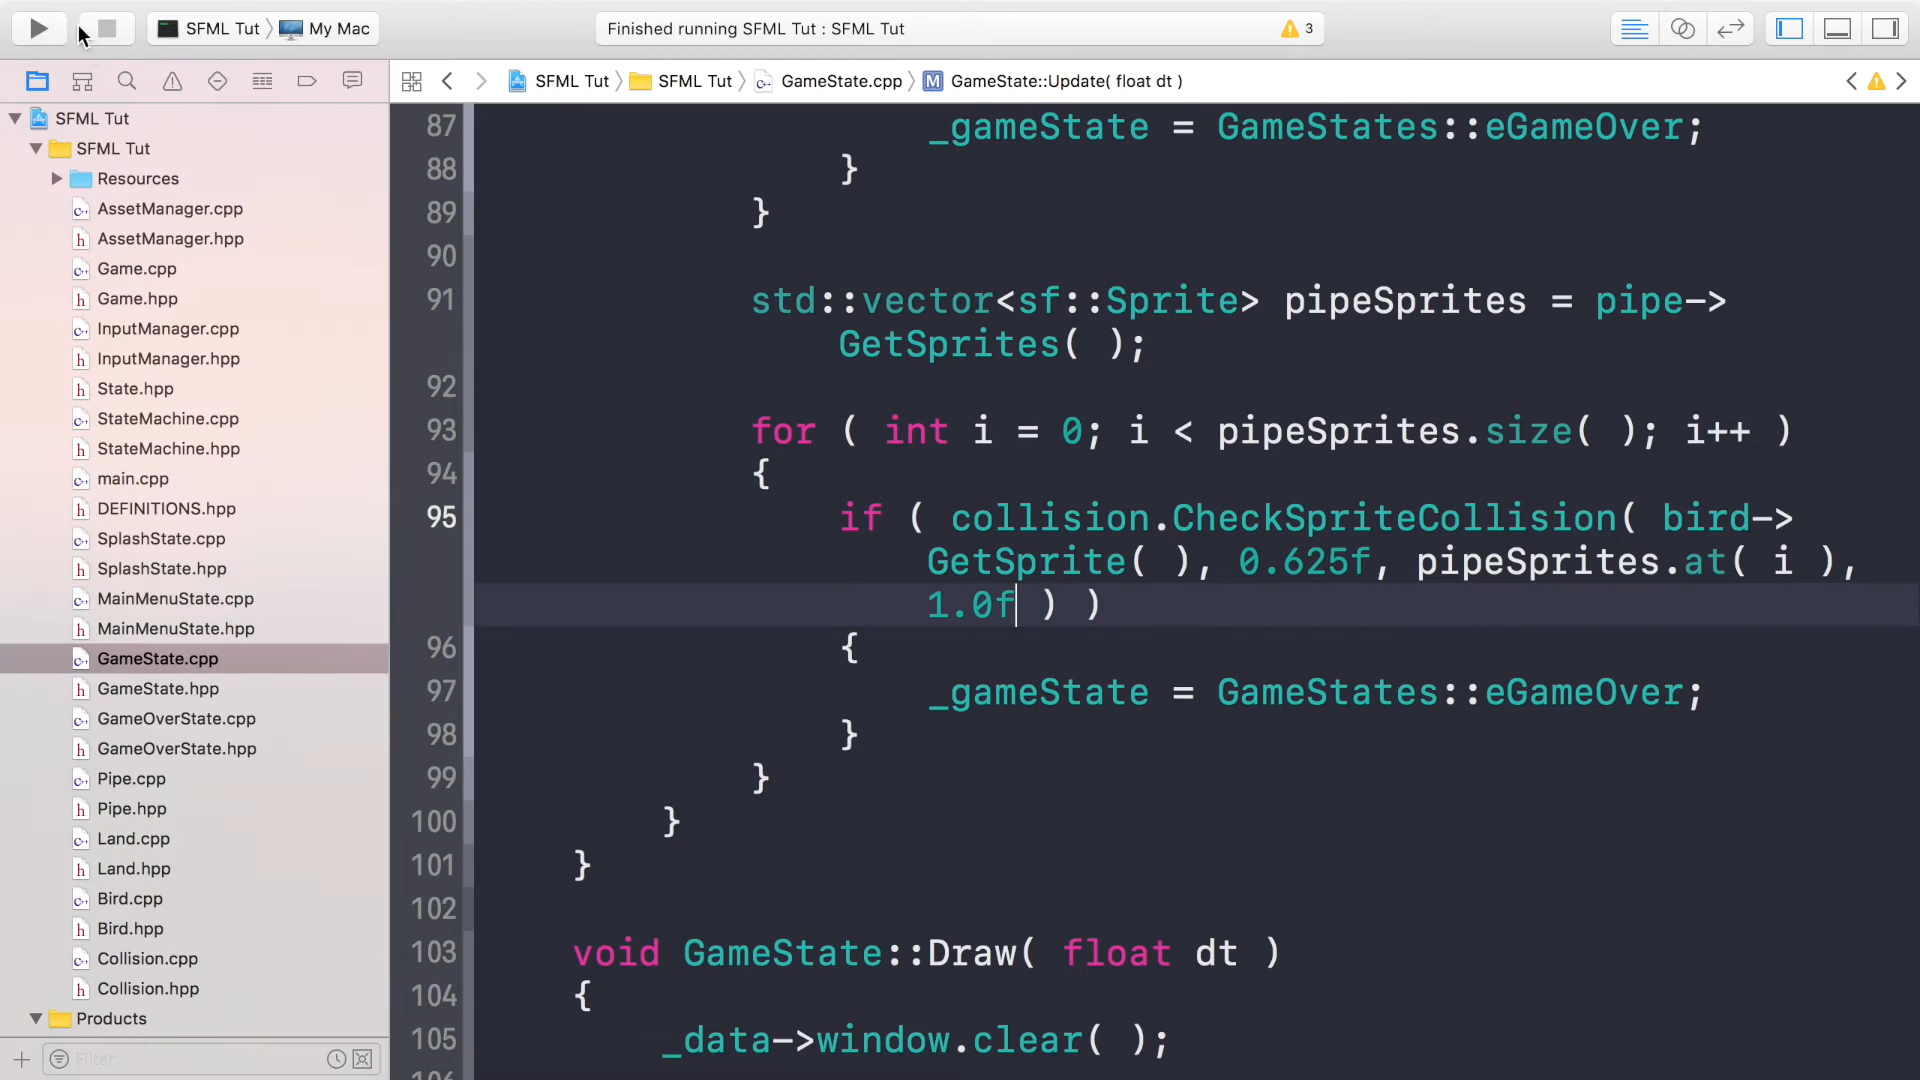 SFML Tut My Mac Finished running SFML Tut : SFML Tut 3
SFML Tut SFML Tut GameState.cpp M GameState::Update( float dt )
SFML Tut
SFML Tut
Resources
AssetManager.cpp
AssetManager.hpp
Game.cpp
Game.hpp
InputManager.cpp
InputManager.hpp
State.hpp
StateMachine.cpp
StateMachine.hpp
main.cpp
DEFINITIONS.hpp
SplashState.cpp
SplashState.hpp
MainMenuState.cpp
MainMenuState.hpp
GameState.cpp
GameState.hpp
GameOverState.cpp
GameOverState.hpp
Pipe.cpp
Pipe.hpp
Land.cpp
Land.hpp
Bird.cpp
Bird.hpp
Collision.cpp
Collision.hpp
Products
Filter
87 _gameState = GameStates::eGameOver;
88 }
89 }
90
91 std::vector<sf::Sprite> pipeSprites = pipe->
GetSprites( );
92
93 for ( int i = 0; i < pipeSprites.size( ); i++ )
94 {
95 if ( collision.CheckSpriteCollision( bird->
GetSprite( ), 0.625f, pipeSprites.at( i ),
1.0f ) )
96 {
97 _gameState = GameStates::eGameOver;
98 }
99 }
100 }
101 }
102
103 void GameState::Draw( float dt )
104 {
105 _data->window.clear( );